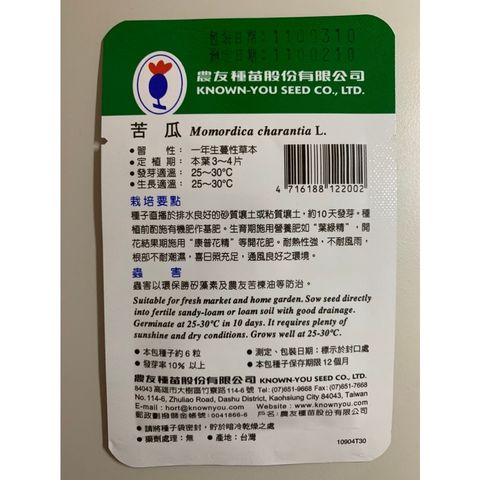 包裝日期：1100310
測定日期：1100210
農友種苗股份有限公司
KNOWN-YOU SEED CO., LTD.
苦瓜 Momordica charantia L.
●習性：一年生蔓性草本
●定植期：本葉3~4片
●發芽適溫：25~30℃
●生長適溫：25~30℃
4 716188 122002
栽培要點
種子直播於排水良好的砂質壤土或粘質壤土，約10天發芽。種
植前酌施有機肥作基肥。生育期施用營養肥如“葉綠精”，開
花結果期施用“康普花精”等開花肥。耐熱性強，不耐風雨，
根部不耐潮濕，喜日照充足，通風良好之環境。
蟲害
蟲害以環保勝矽藻素及農友苦楝油等防治。
Suitable for fresh market and home garden. Sow seed directly
into fertile sandy-loam or loam soil with good drainage.
Germinate at 25-30°C in 10 days. It requires plenty of
sunshine and dry conditions. Grows well at 25-30°C.
●本包種子約6粒 ●測定、包裝日期：標示於封口處
●發芽率10%以上 ●本包種子保存期限12個月
農友種苗股份有限公司 KNOWN-YOU SEED CO., LTD.
84043高雄市大樹區竹寮路114-6號 Tel: (07)651-9668 Fax: (07)651-7668
No.114-6, Zhuliao Road, Dashu District, Kaohsiung City 84043, Taiwan
E-mail : hort@knownyou.com Website : www.knownyou.com
郵政劃撥儲金帳號：0041866-6 戶名：農友種苗股份有限公司
●請將種子袋密封，貯於暗冷乾燥之處
●藥劑處理：無 ●產地：台灣
10904T30